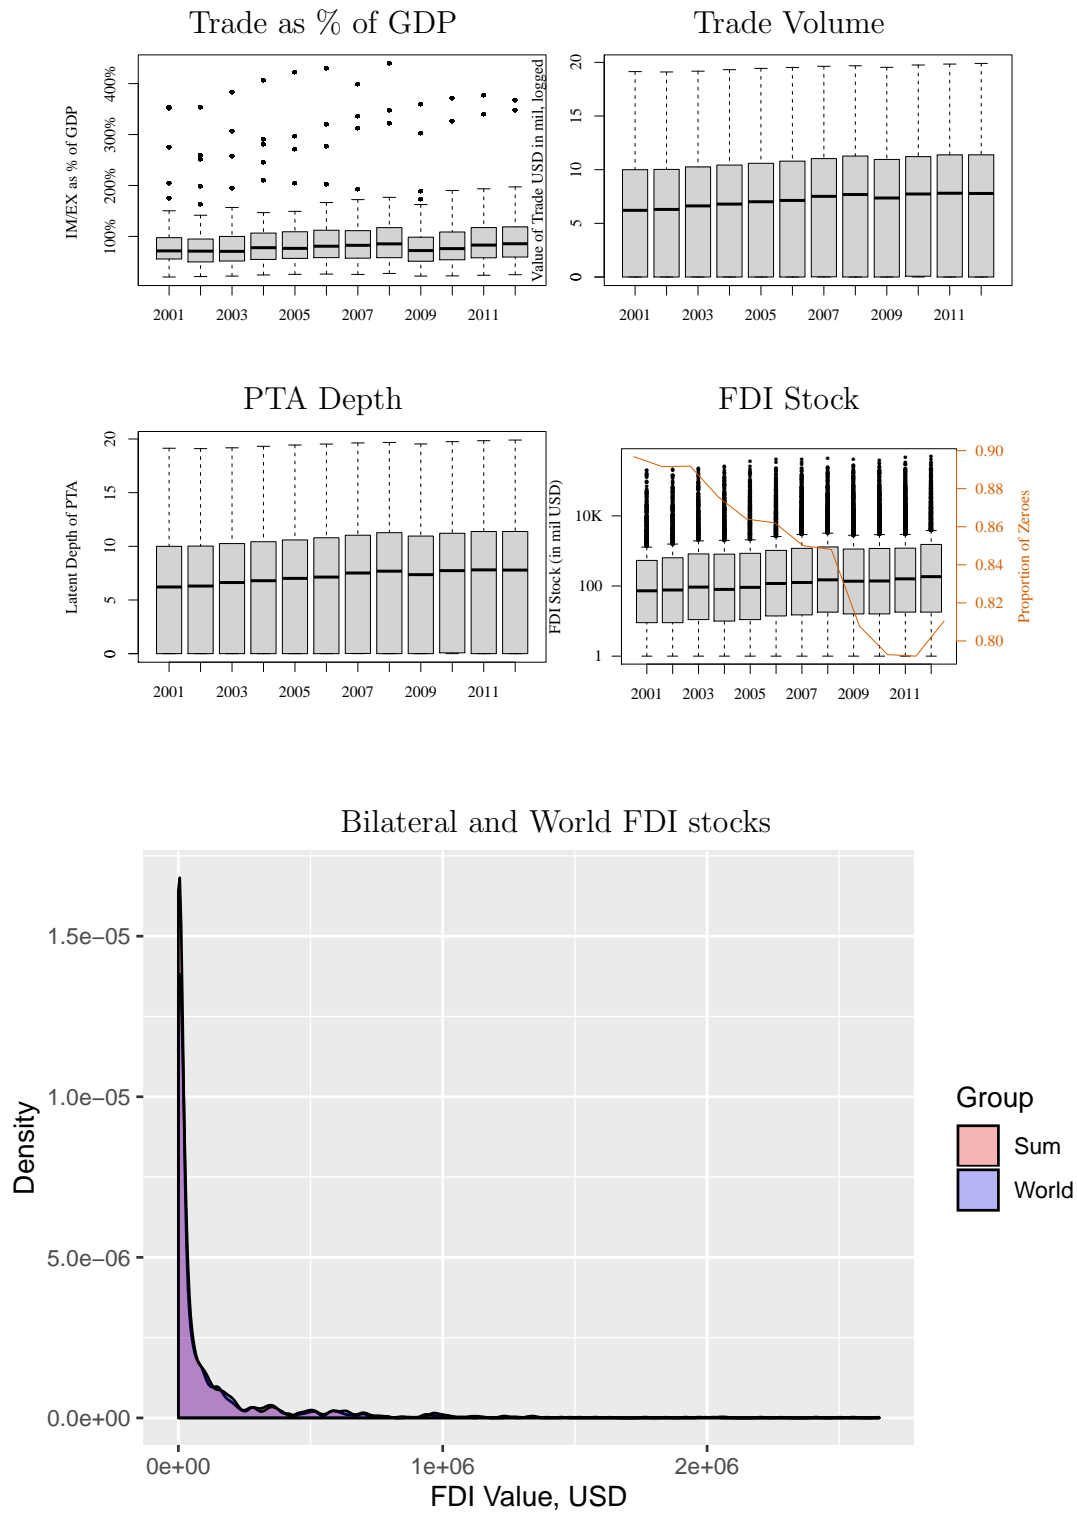 Trade as % of GDP
Trade Volume
IM/EX as % of GDP
400%
300%
200%
100%
2001 2003 2005 2007 2009 2011
Value of Trade USD in mil, logged
20
15
10
5
0
2001 2003 2005 2007 2009 2011
PTA Depth
FDI Stock
Latent Depth of PTA
20
15
10
5
0
2001 2003 2005 2007 2009 2011
FDI Stock (in mil USD)
10K
100
1
2001 2003 2005 2007 2009 2011
0.90
0.88
0.86
0.84
0.82
0.80
Proportion of Zeroes
Bilateral and World FDI stocks
Density
1.5e−05
1.0e−05
5.0e−06
0.0e+00
0e+00 1e+06 2e+06
FDI Value, USD
Group
Sum
World